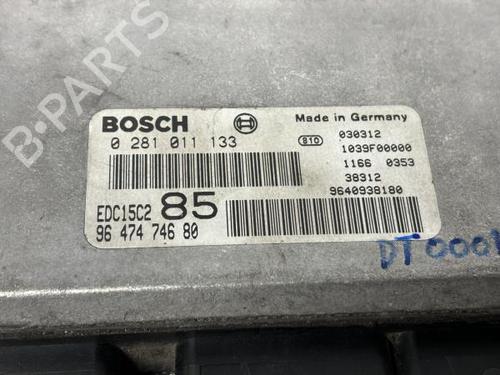 B-PARTS
BOSCH
Made in Germany
0 281 011 133
810
030312
1039F00000
1166 0353
38312
9640938180
EDC15C2 85
96 474 746 80
DT0001